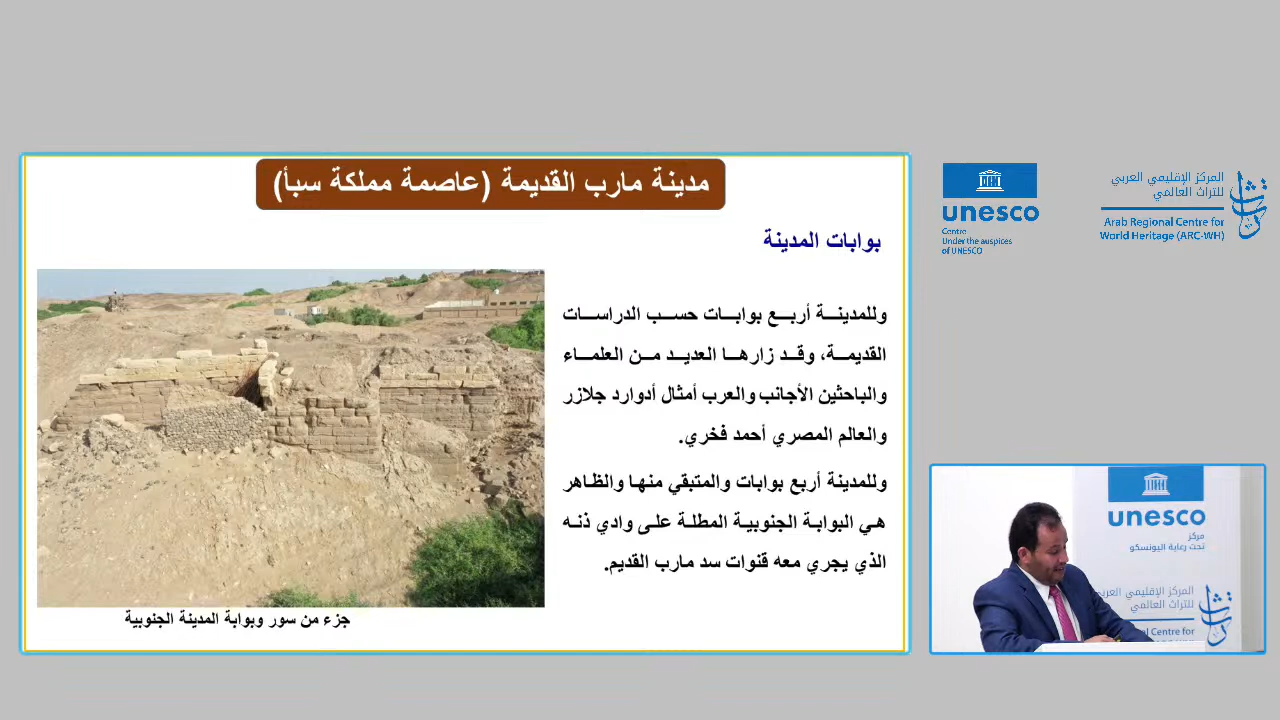 مدينة مارب القديمة (عاصمة مملكة سبأ)
بوابات المدينة
وللمدينة أربع بوابات حسب الدراسات
القديمة، وقد زارها العديد من العلماء
والباحثين الأجانب والعرب أمثال أدوارد جلازر
والعالم المصري أحمد فخري.
وللمدينة أربع بوابات والمتبقي منها والظاهر
هي البوابة الجنوبية المطلة على وادي ذنه
الذي يجري معه قنوات سد مارب القديم.
جزء من سور وبوابة المدينة الجنوبية
unesco
Centre
Under the auspices
of UNESCO
المركز الإقليمي العربي
للتراث العالمي
Arab Regional Centre for
World Heritage (ARC-WH)
unesco
مركز
تحت رعاية اليونسكو
المركز الإقليمي العربي
للتراث العالمي
al Centre for